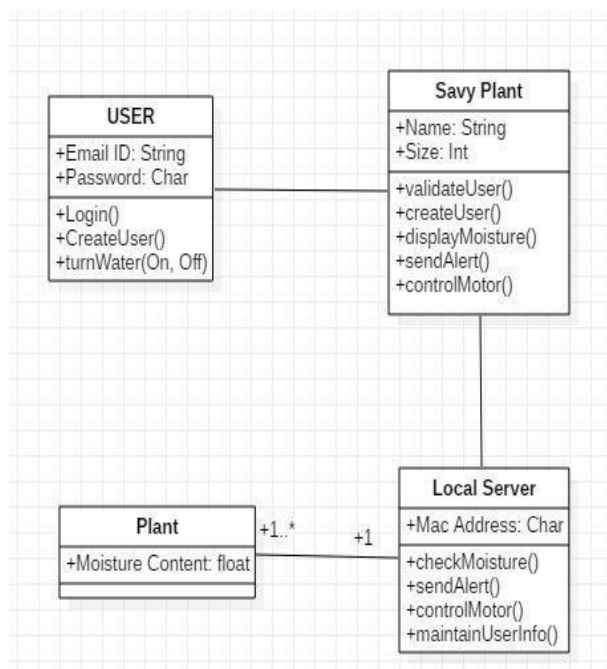 USER
+Email ID: String
+Password: Char
+Login()
+CreateUser()
+turnWater(On, Off)
Savy Plant
+Name: String
+Size: Int
+validateUser()
+createUser()
+displayMoisture()
+sendAlert()
+controlMotor()
Plant
+Moisture Content: float
+1..*
+1
Local Server
+Mac Address: Char
+checkMoisture()
+sendAlert()
+controlMotor()
+maintainUserInfo()